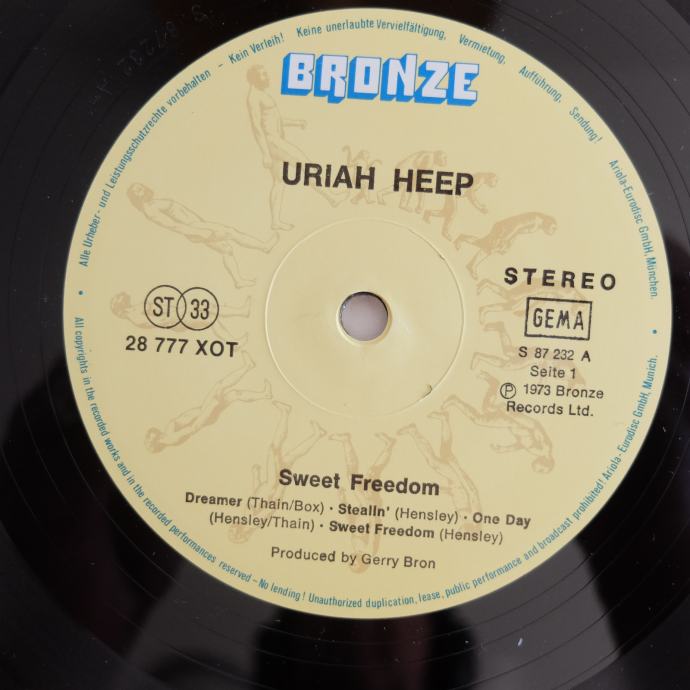 S 87232 A
Alle Urheber- und Leistungsschutzrechte vorbehalten – Kein Verleih! Keine unerlaubte Vervielfältigung, Vermietung, Aufführung, Sendung! Ariola-Eurodisc GmbH, München.
BRONZE
URIAH HEEP
STEREO
ST 33
GEMA
28 777 XOT
S 87 232 A
Seite 1
Ⓟ 1973 Bronze
Records Ltd.
Sweet Freedom
Dreamer (Thain/Box) · Stealin' (Hensley) · One Day
(Hensley/Thain) · Sweet Freedom (Hensley)
Produced by Gerry Bron
All copyrights in the recorded works and in the recorded performances reserved – No lending! Unauthorized duplication, lease, public performance and broadcast prohibited! Ariola-Eurodisc GmbH, Munich.